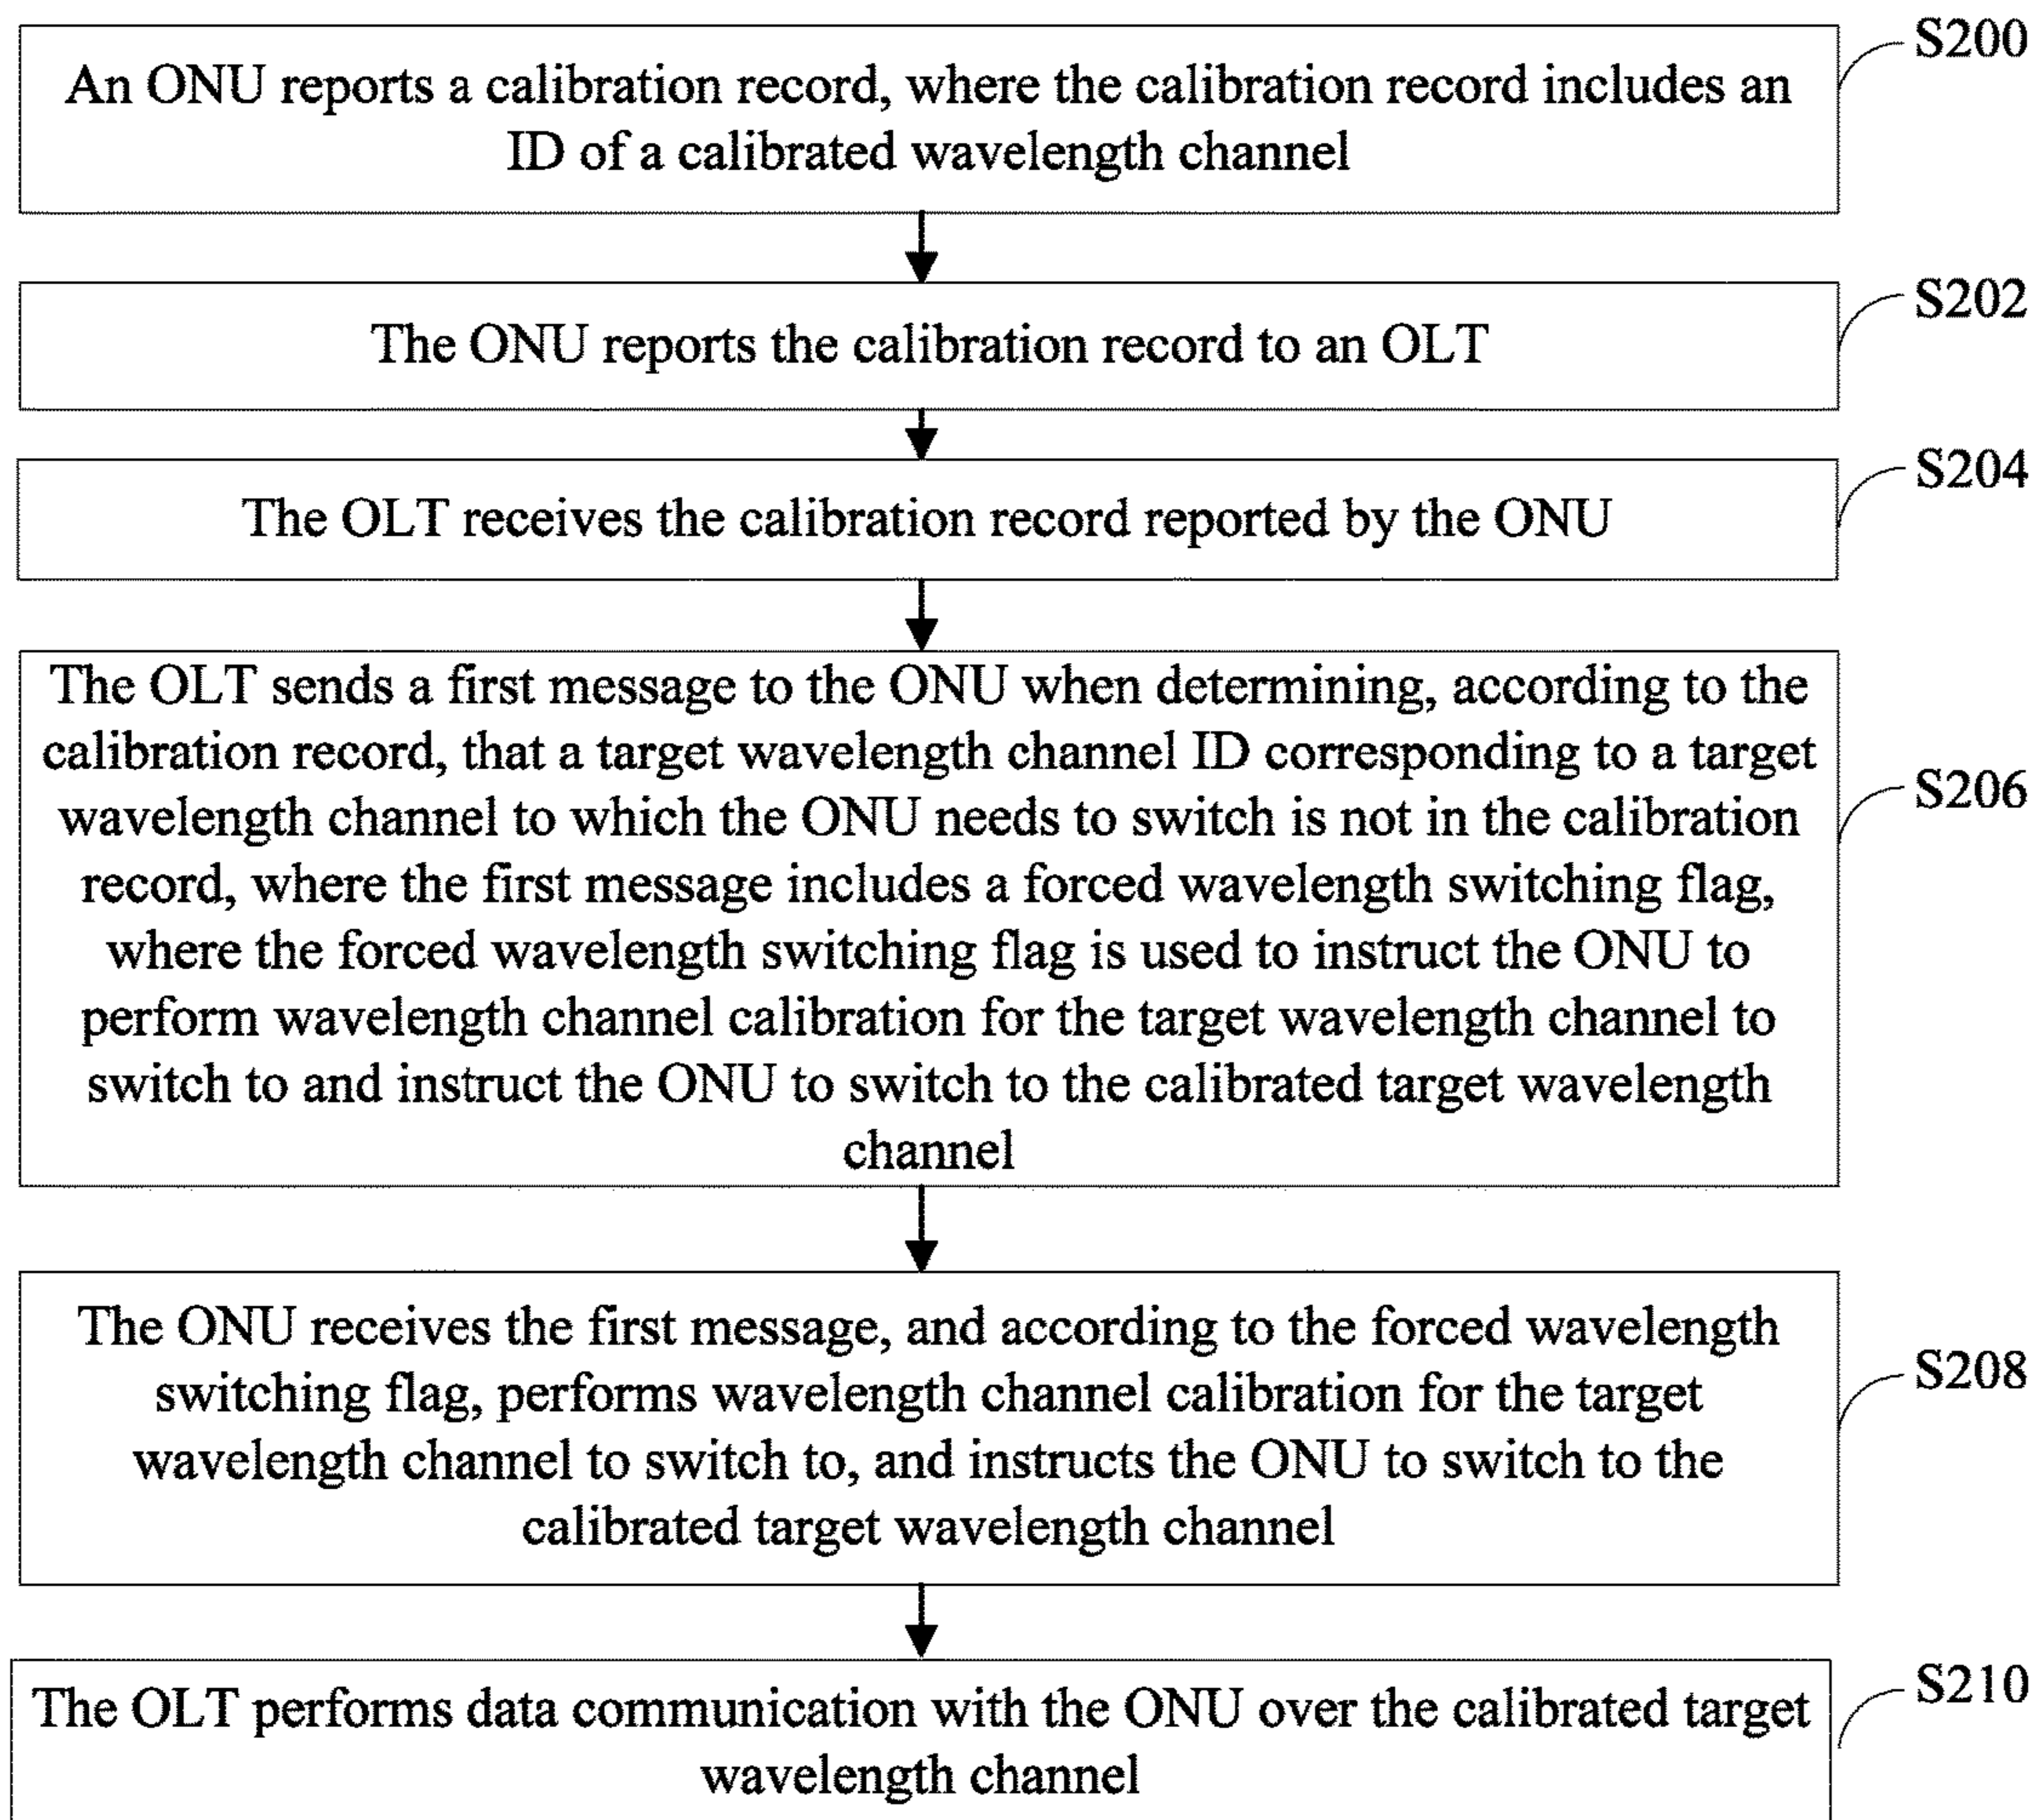 An ONU reports a calibration record, where the calibration record includes an
ID of a calibrated wavelength channel
S200
The ONU reports the calibration record to an OLT
S202
The OLT receives the calibration record reported by the ONU
S204
The OLT sends a first message to the ONU when determining, according to the
calibration record, that a target wavelength channel ID corresponding to a target
wavelength channel to which the ONU needs to switch is not in the calibration
record, where the first message includes a forced wavelength switching flag,
where the forced wavelength switching flag is used to instruct the ONU to
perform wavelength channel calibration for the target wavelength channel to
switch to and instruct the ONU to switch to the calibrated target wavelength
channel
S206
The ONU receives the first message, and according to the forced wavelength
switching flag, performs wavelength channel calibration for the target
wavelength channel to switch to, and instructs the ONU to switch to the
calibrated target wavelength channel
S208
The OLT performs data communication with the ONU over the calibrated target
wavelength channel
S210